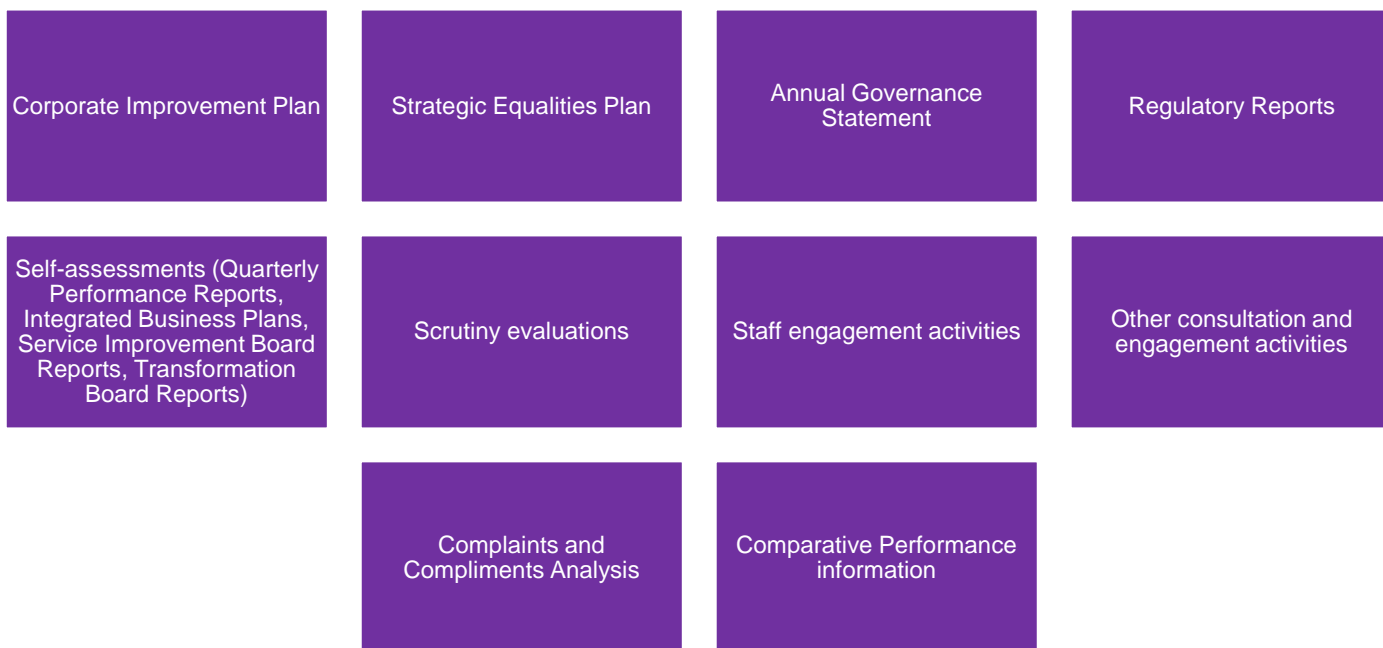 Corporate Improvement Plan
Strategic Equalities Plan
Annual Governance
Statement
Regulatory Reports
Self-assessments (Quarterly
Performance Reports,
Integrated Business Plans,
Service Improvement Board
Reports, Transformation
Board Reports)
Scrutiny evaluations
Staff engagement activities
Other consultation and
engagement activities
Complaints and
Compliments Analysis
Comparative Performance
information